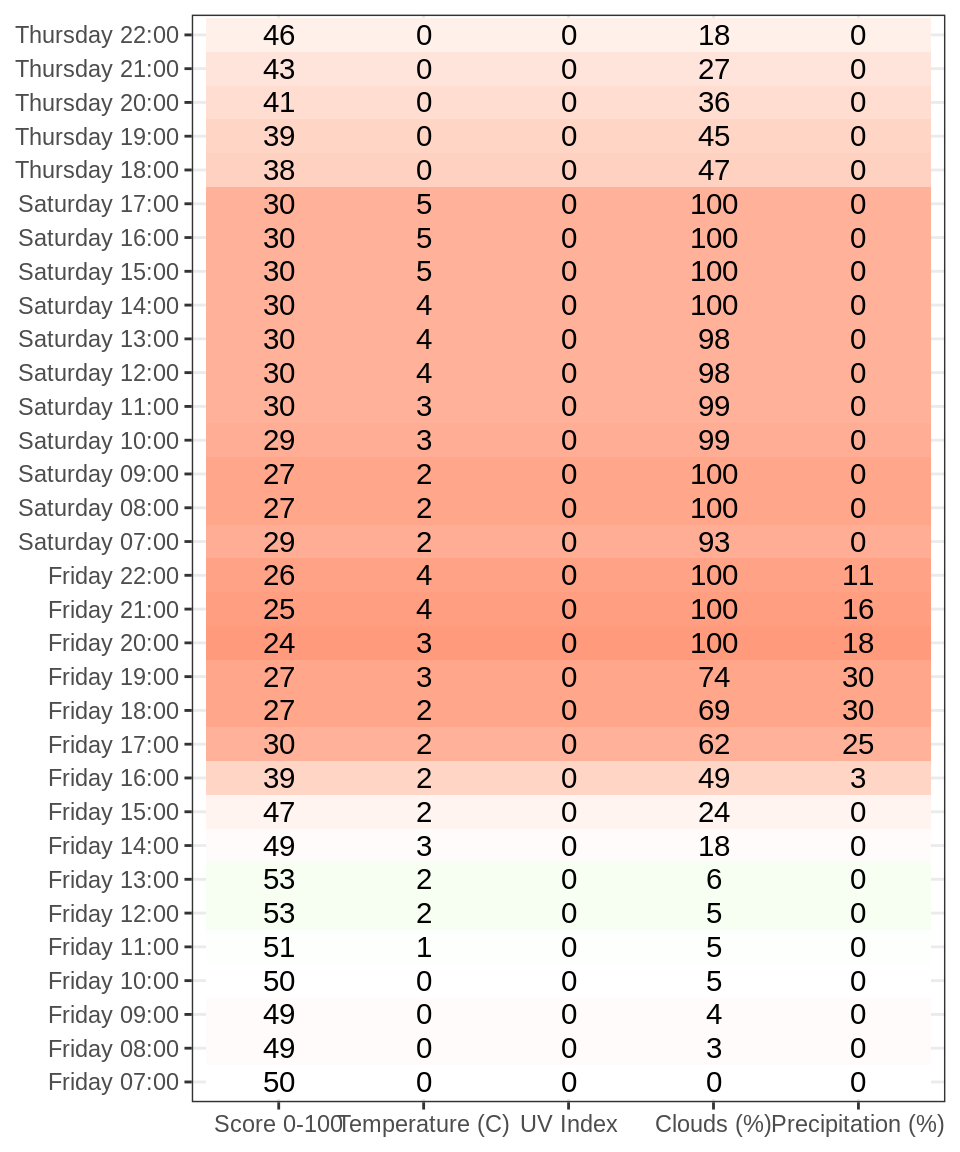 Thursday 22:00 46 0 0 18 0
Thursday 21:00 43 0 0 27 0
Thursday 20:00 41 0 0 36 0
Thursday 19:00 39 0 0 45 0
Thursday 18:00 38 0 0 47 0
Saturday 17:00 30 5 0 100 0
Saturday 16:00 30 5 0 100 0
Saturday 15:00 30 5 0 100 0
Saturday 14:00 30 4 0 100 0
Saturday 13:00 30 4 0 98 0
Saturday 12:00 30 4 0 98 0
Saturday 11:00 30 3 0 99 0
Saturday 10:00 29 3 0 99 0
Saturday 09:00 27 2 0 100 0
Saturday 08:00 27 2 0 100 0
Saturday 07:00 29 2 0 93 0
Friday 22:00 26 4 0 100 11
Friday 21:00 25 4 0 100 16
Friday 20:00 24 3 0 100 18
Friday 19:00 27 3 0 74 30
Friday 18:00 27 2 0 69 30
Friday 17:00 30 2 0 62 25
Friday 16:00 39 2 0 49 3
Friday 15:00 47 2 0 24 0
Friday 14:00 49 3 0 18 0
Friday 13:00 53 2 0 6 0
Friday 12:00 53 2 0 5 0
Friday 11:00 51 1 0 5 0
Friday 10:00 50 0 0 5 0
Friday 09:00 49 0 0 4 0
Friday 08:00 49 0 0 3 0
Friday 07:00 50 0 0 0 0
Score 0-100 Temperature (C) UV Index Clouds (%) Precipitation (%)